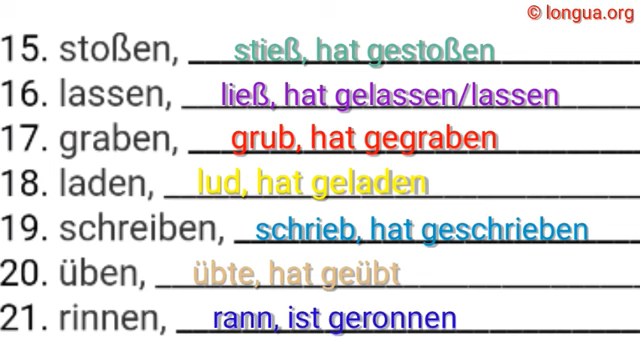 © longua.org
15. stoßen, stieß, hat gestoßen
16. lassen, ließ, hat gelassen/lassen
17. graben, grub, hat gegraben
18. laden, lud, hat geladen
19. schreiben, schrieb, hat geschrieben
20. üben, übte, hat geübt
21. rinnen, rann, ist geronnen